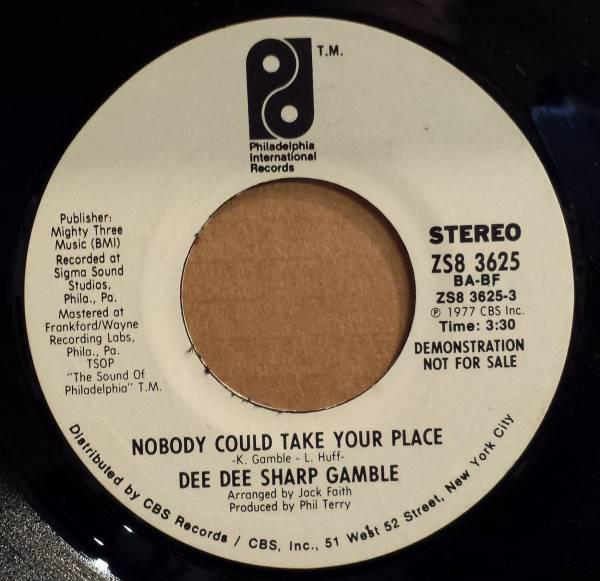 T.M.
Philadelphia
International
Records
Publisher:
Mighty Three
Music (BMI)
Recorded at
Sigma Sound
Studios,
Phila., Pa.
Mastered at
Frankford/Wayne
Recording Labs,
Phila., Pa.
TSOP
"The Sound Of
Philadelphia" T.M.
STEREO
ZS8 3625
BA-BF
ZS8 3625-3
℗ 1977 CBS Inc.
Time: 3:30
DEMONSTRATION
NOT FOR SALE
NOBODY COULD TAKE YOUR PLACE
-K. Gamble - L. Huff-
DEE DEE SHARP GAMBLE
Arranged by Jack Faith
Produced by Phil Terry
Distributed by CBS Records / CBS, Inc., 51 West 52 Street, New York City